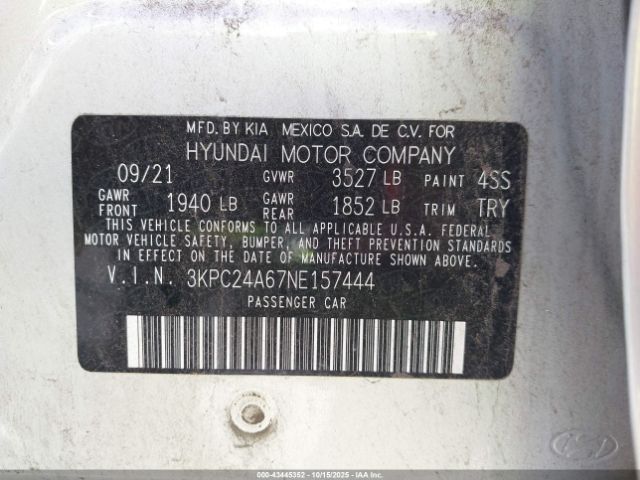 MFD. BY KIA MEXICO S.A. DE C.V. FOR
HYUNDAI MOTOR COMPANY
09/21 GVWR 3527 LB PAINT 4SS
GAWR FRONT 1940 LB GAWR REAR 1852 LB TRIM TRY
THIS VEHICLE CONFORMS TO ALL APPLICABLE U.S.A. FEDERAL
MOTOR VEHICLE SAFETY, BUMPER, AND THEFT PREVENTION STANDARDS
IN EFFECT ON THE DATE OF MANUFACTURE SHOWN ABOVE.
V.I.N. 3KPC24A67NE157444
PASSENGER CAR
000-43445352 - 10/15/2025 - IAAI.COM